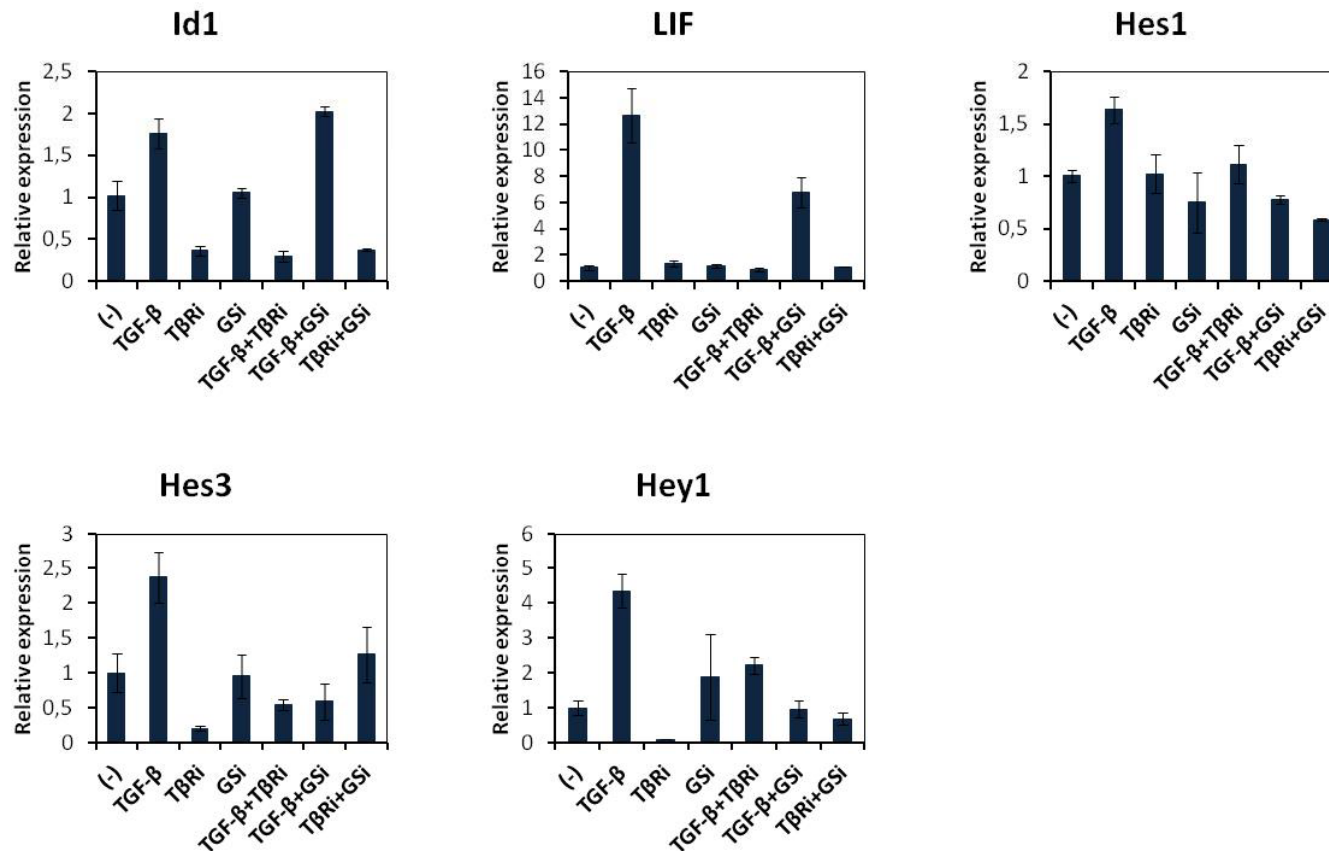 Id1
Relative expression
2,5
2
1,5
1
0,5
0
(-)
TGF-β
TβRi
GSi
TGF-β+TβRi
TGF-β+GSi
TβRi+GSi
LIF
Relative expression
16
14
12
10
8
6
4
2
0
(-)
TGF-β
TβRi
GSi
TGF-β+TβRi
TGF-β+GSi
TβRi+GSi
Hes1
Relative expression
2
1,5
1
0,5
0
(-)
TGF-β
TβRi
GSi
TGF-β+TβRi
TGF-β+GSi
TβRi+GSi
Hes3
Relative expression
3
2,5
2
1,5
1
0,5
0
(-)
TGF-β
TβRi
GSi
TGF-β+TβRi
TGF-β+GSi
TβRi+GSi
Hey1
Relative expression
6
5
4
3
2
1
0
(-)
TGF-β
TβRi
GSi
TGF-β+TβRi
TGF-β+GSi
TβRi+GSi